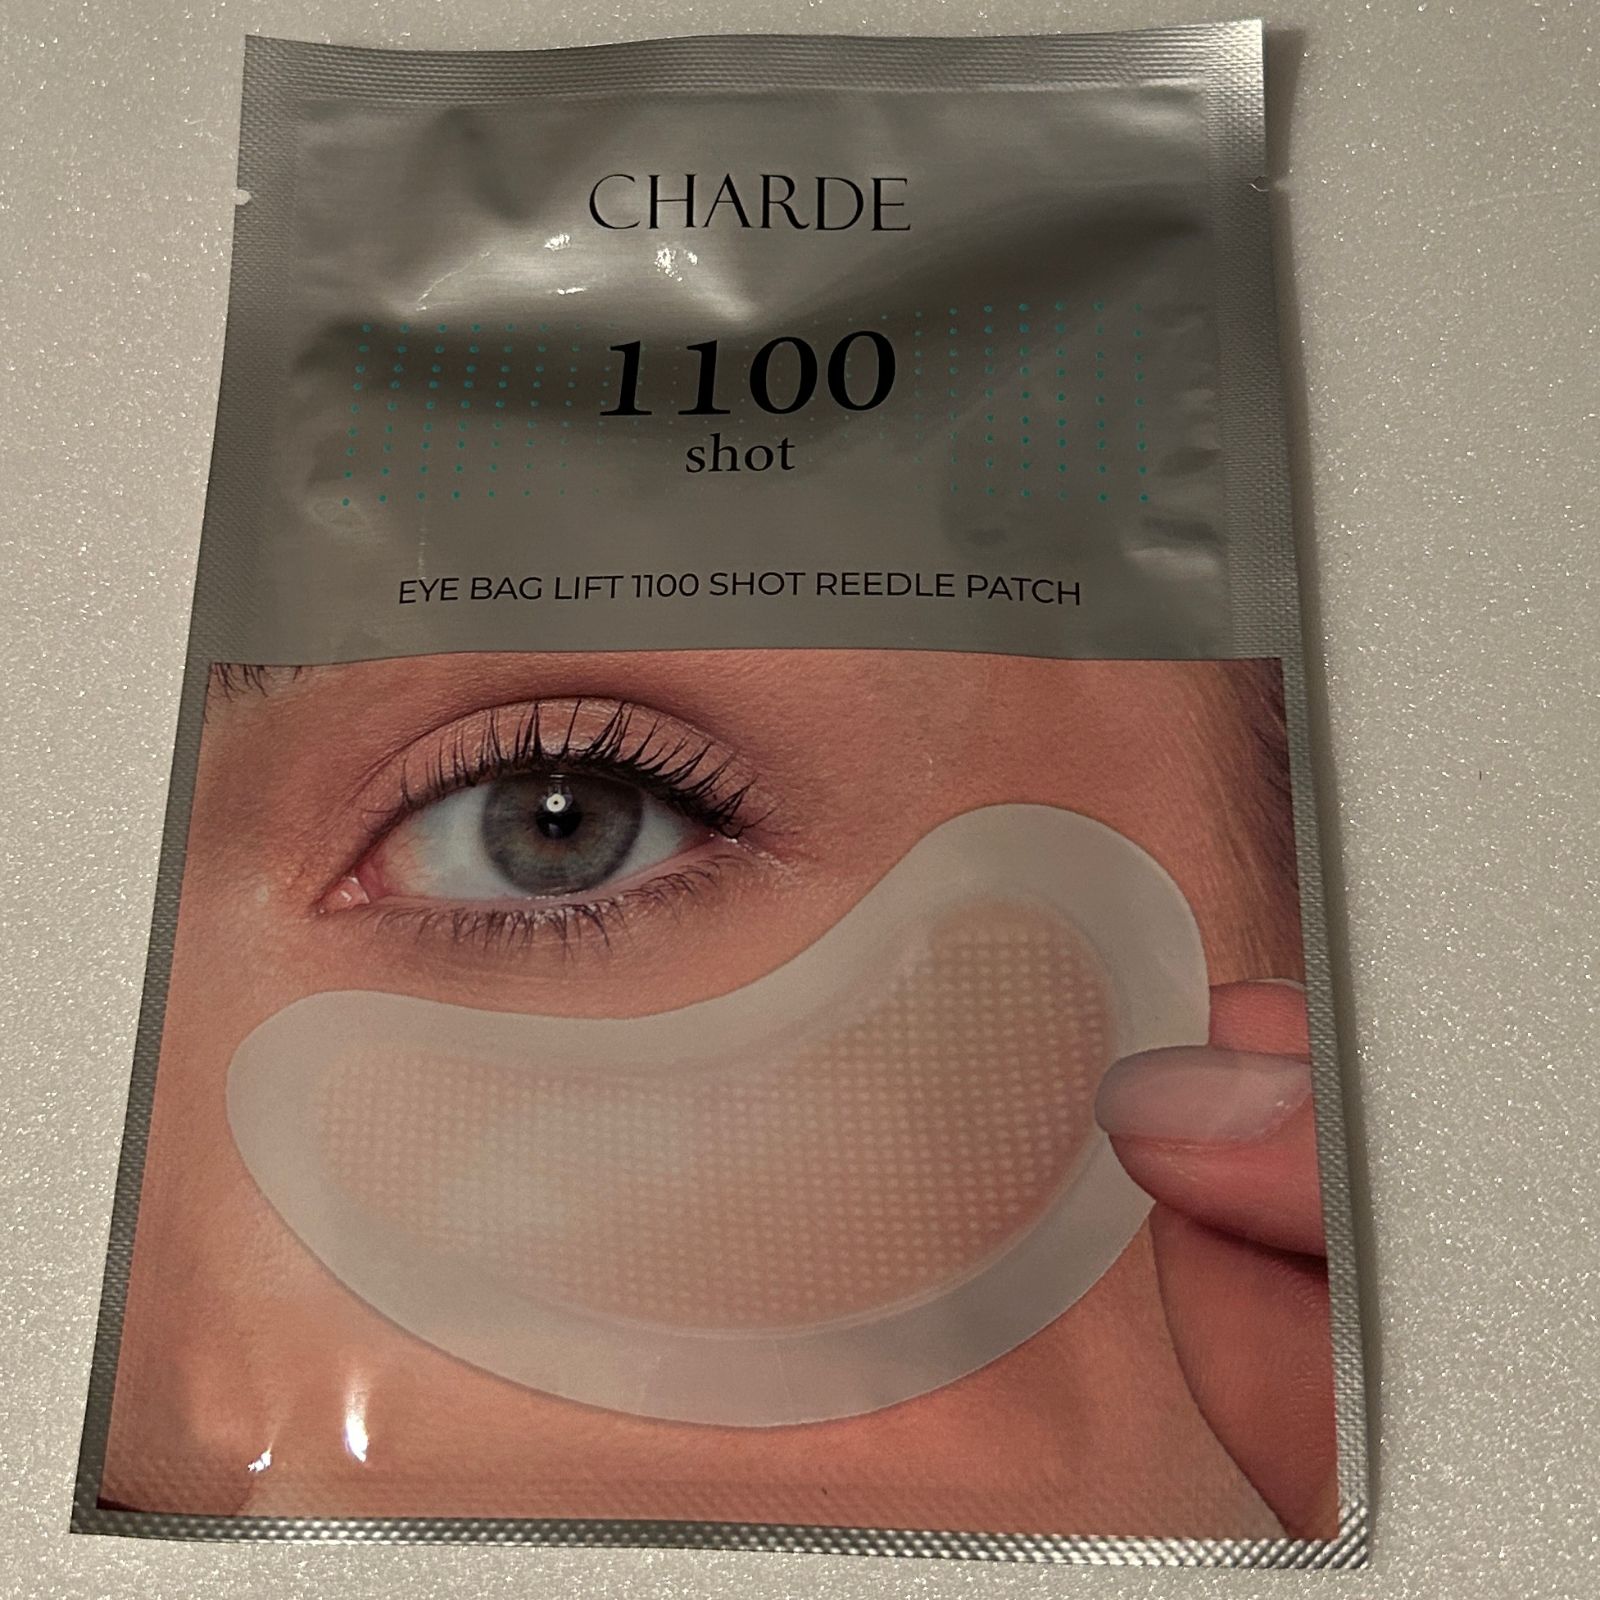 CHARDE
1100
shot
EYE BAG LIFT 1100 SHOT REEDLE PATCH